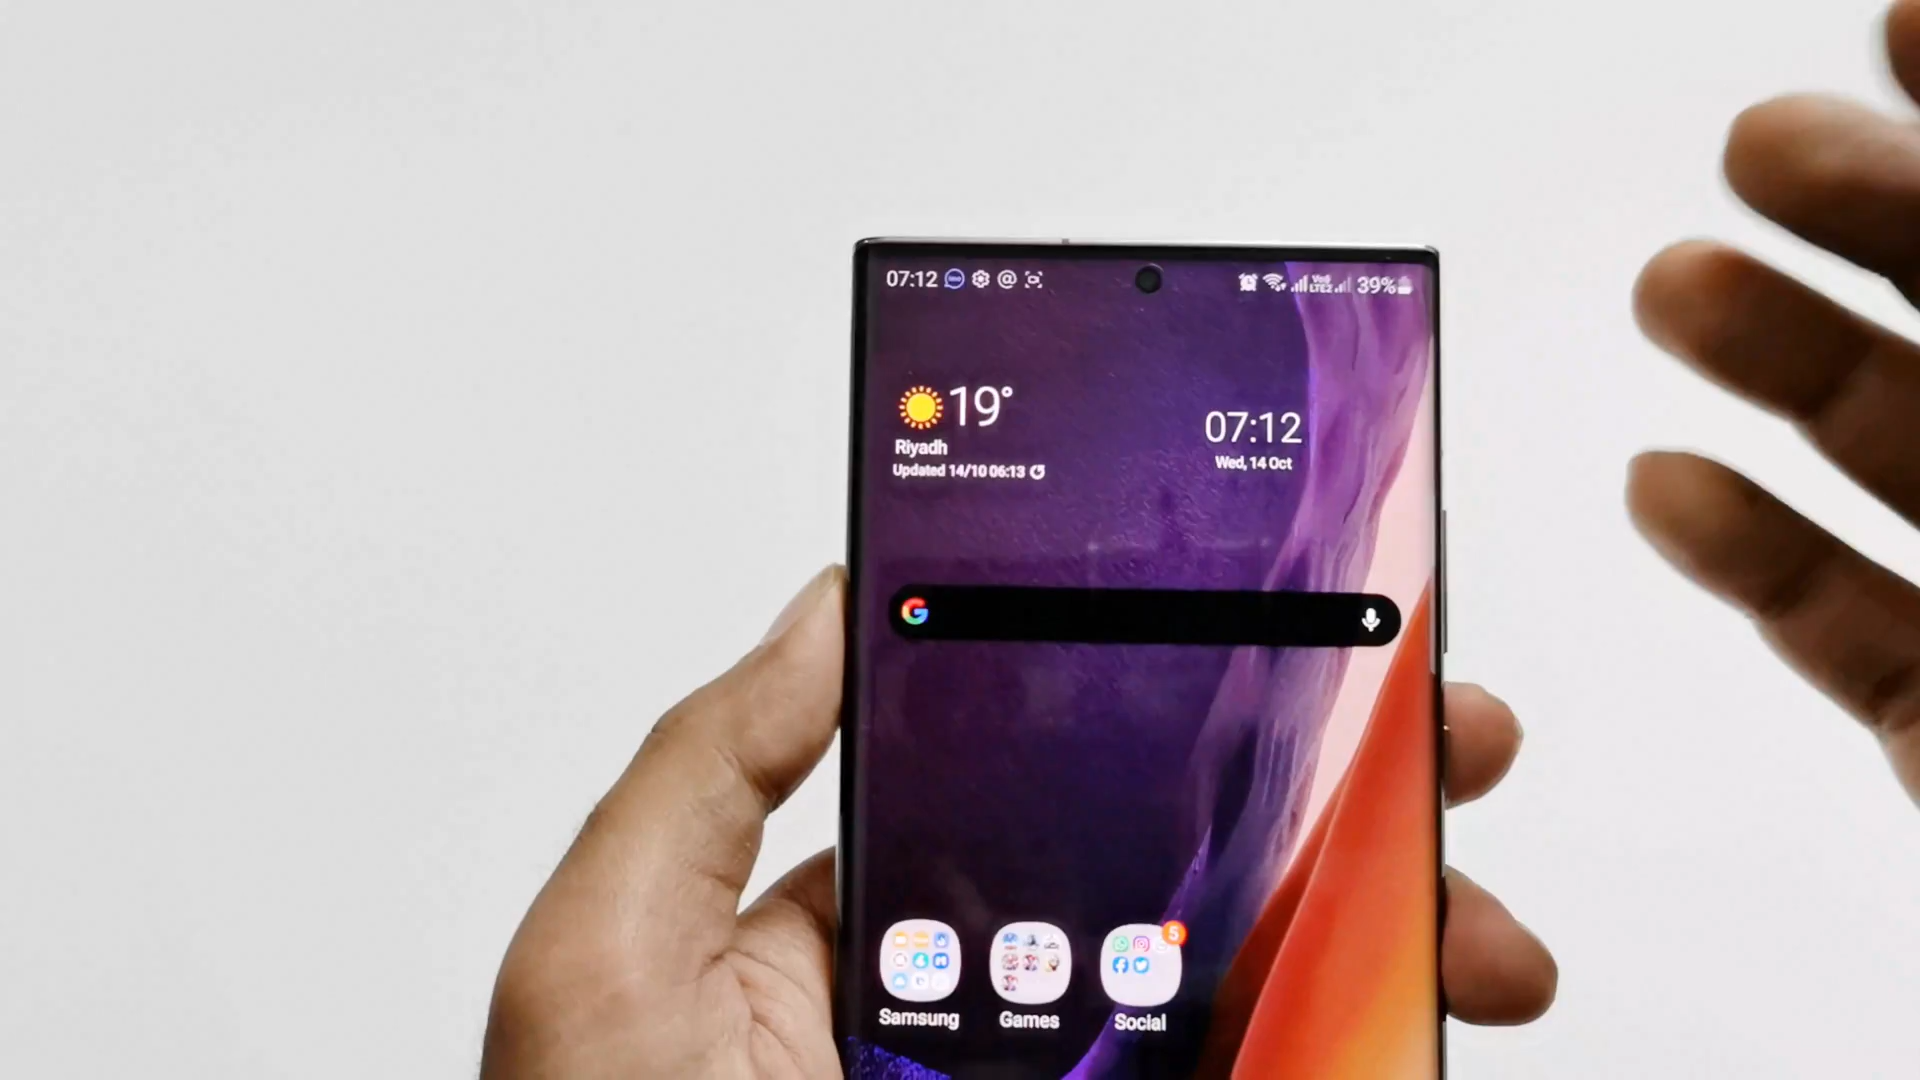 07:12
39%
19°
Riyadh
Updated 14/10 06:13
07:12
Wed, 14 Oct
G
5
Samsung
Games
Social